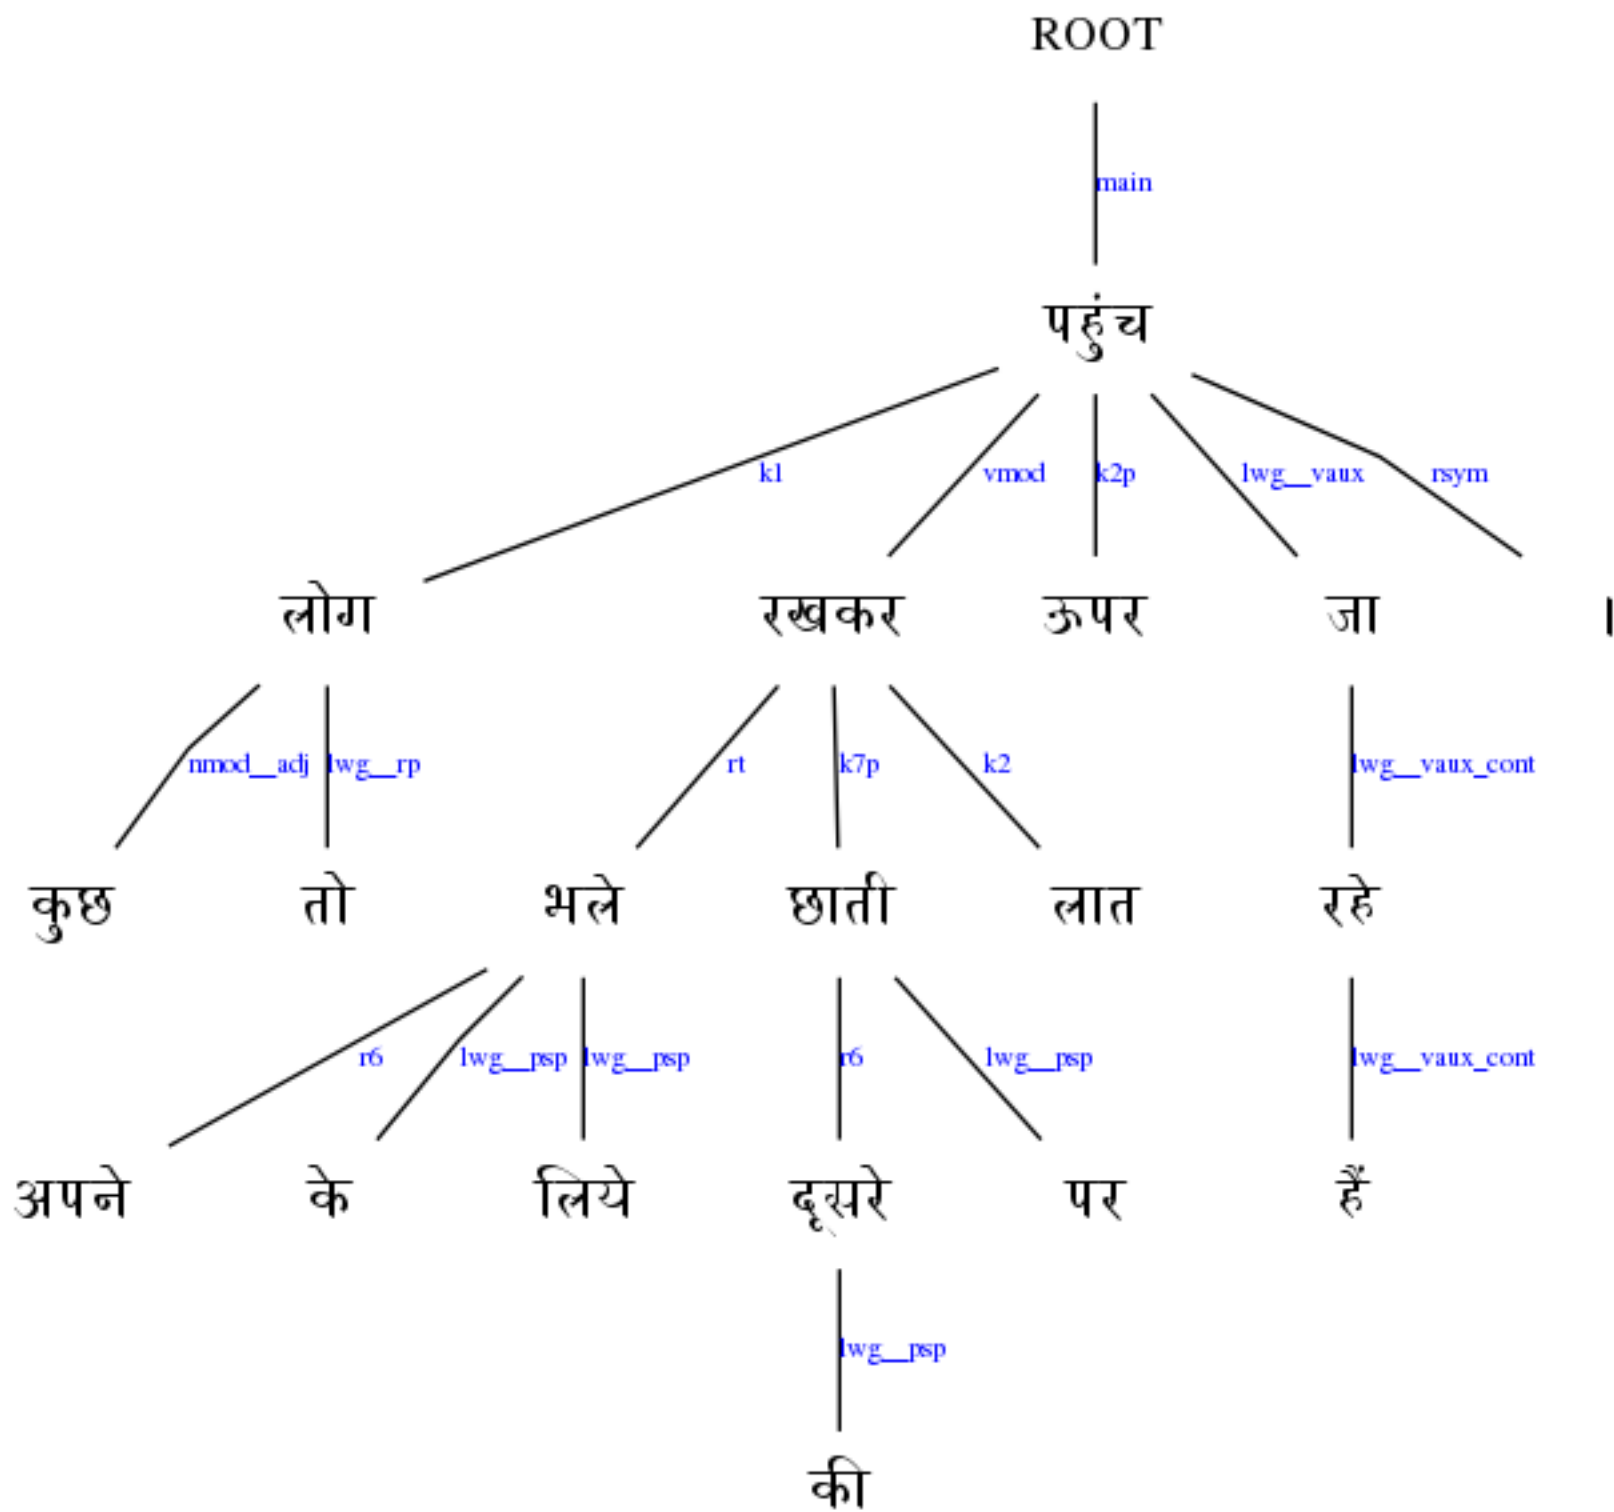 ROOT
main
पहुंच
k1 vmod k2p lwg__vaux rsym
लोग रखकर ऊपर जा ।
nmod__adj lwg__rp rt k7p k2 lwg__vaux_cont
कुछ तो भले छाती लात रहे
r6 lwg__psp lwg__psp r6 lwg__psp lwg__vaux_cont
अपने के लिये दूसरे पर हैं
lwg__psp
की